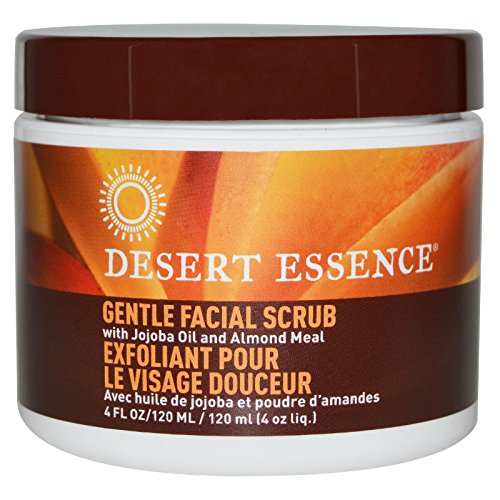 DESERT ESSENCE®
GENTLE FACIAL SCRUB
with Jojoba Oil and Almond Meal
EXFOLIANT POUR
LE VISAGE DOUCEUR
Avec huile de jojoba et poudre d'amandes
4 FL OZ/120 ML / 120 ml (4 oz liq.)